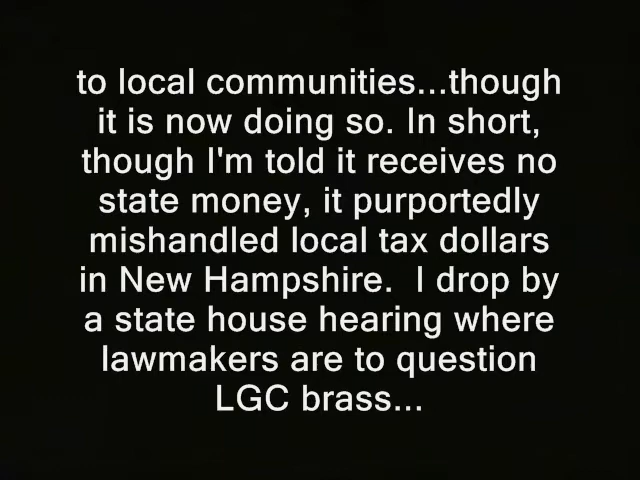 to local communities...though
it is now doing so. In short,
though I'm told it receives no
state money, it purportedly
mishandled local tax dollars
in New Hampshire.  I drop by
a state house hearing where
lawmakers are to question
LGC brass...